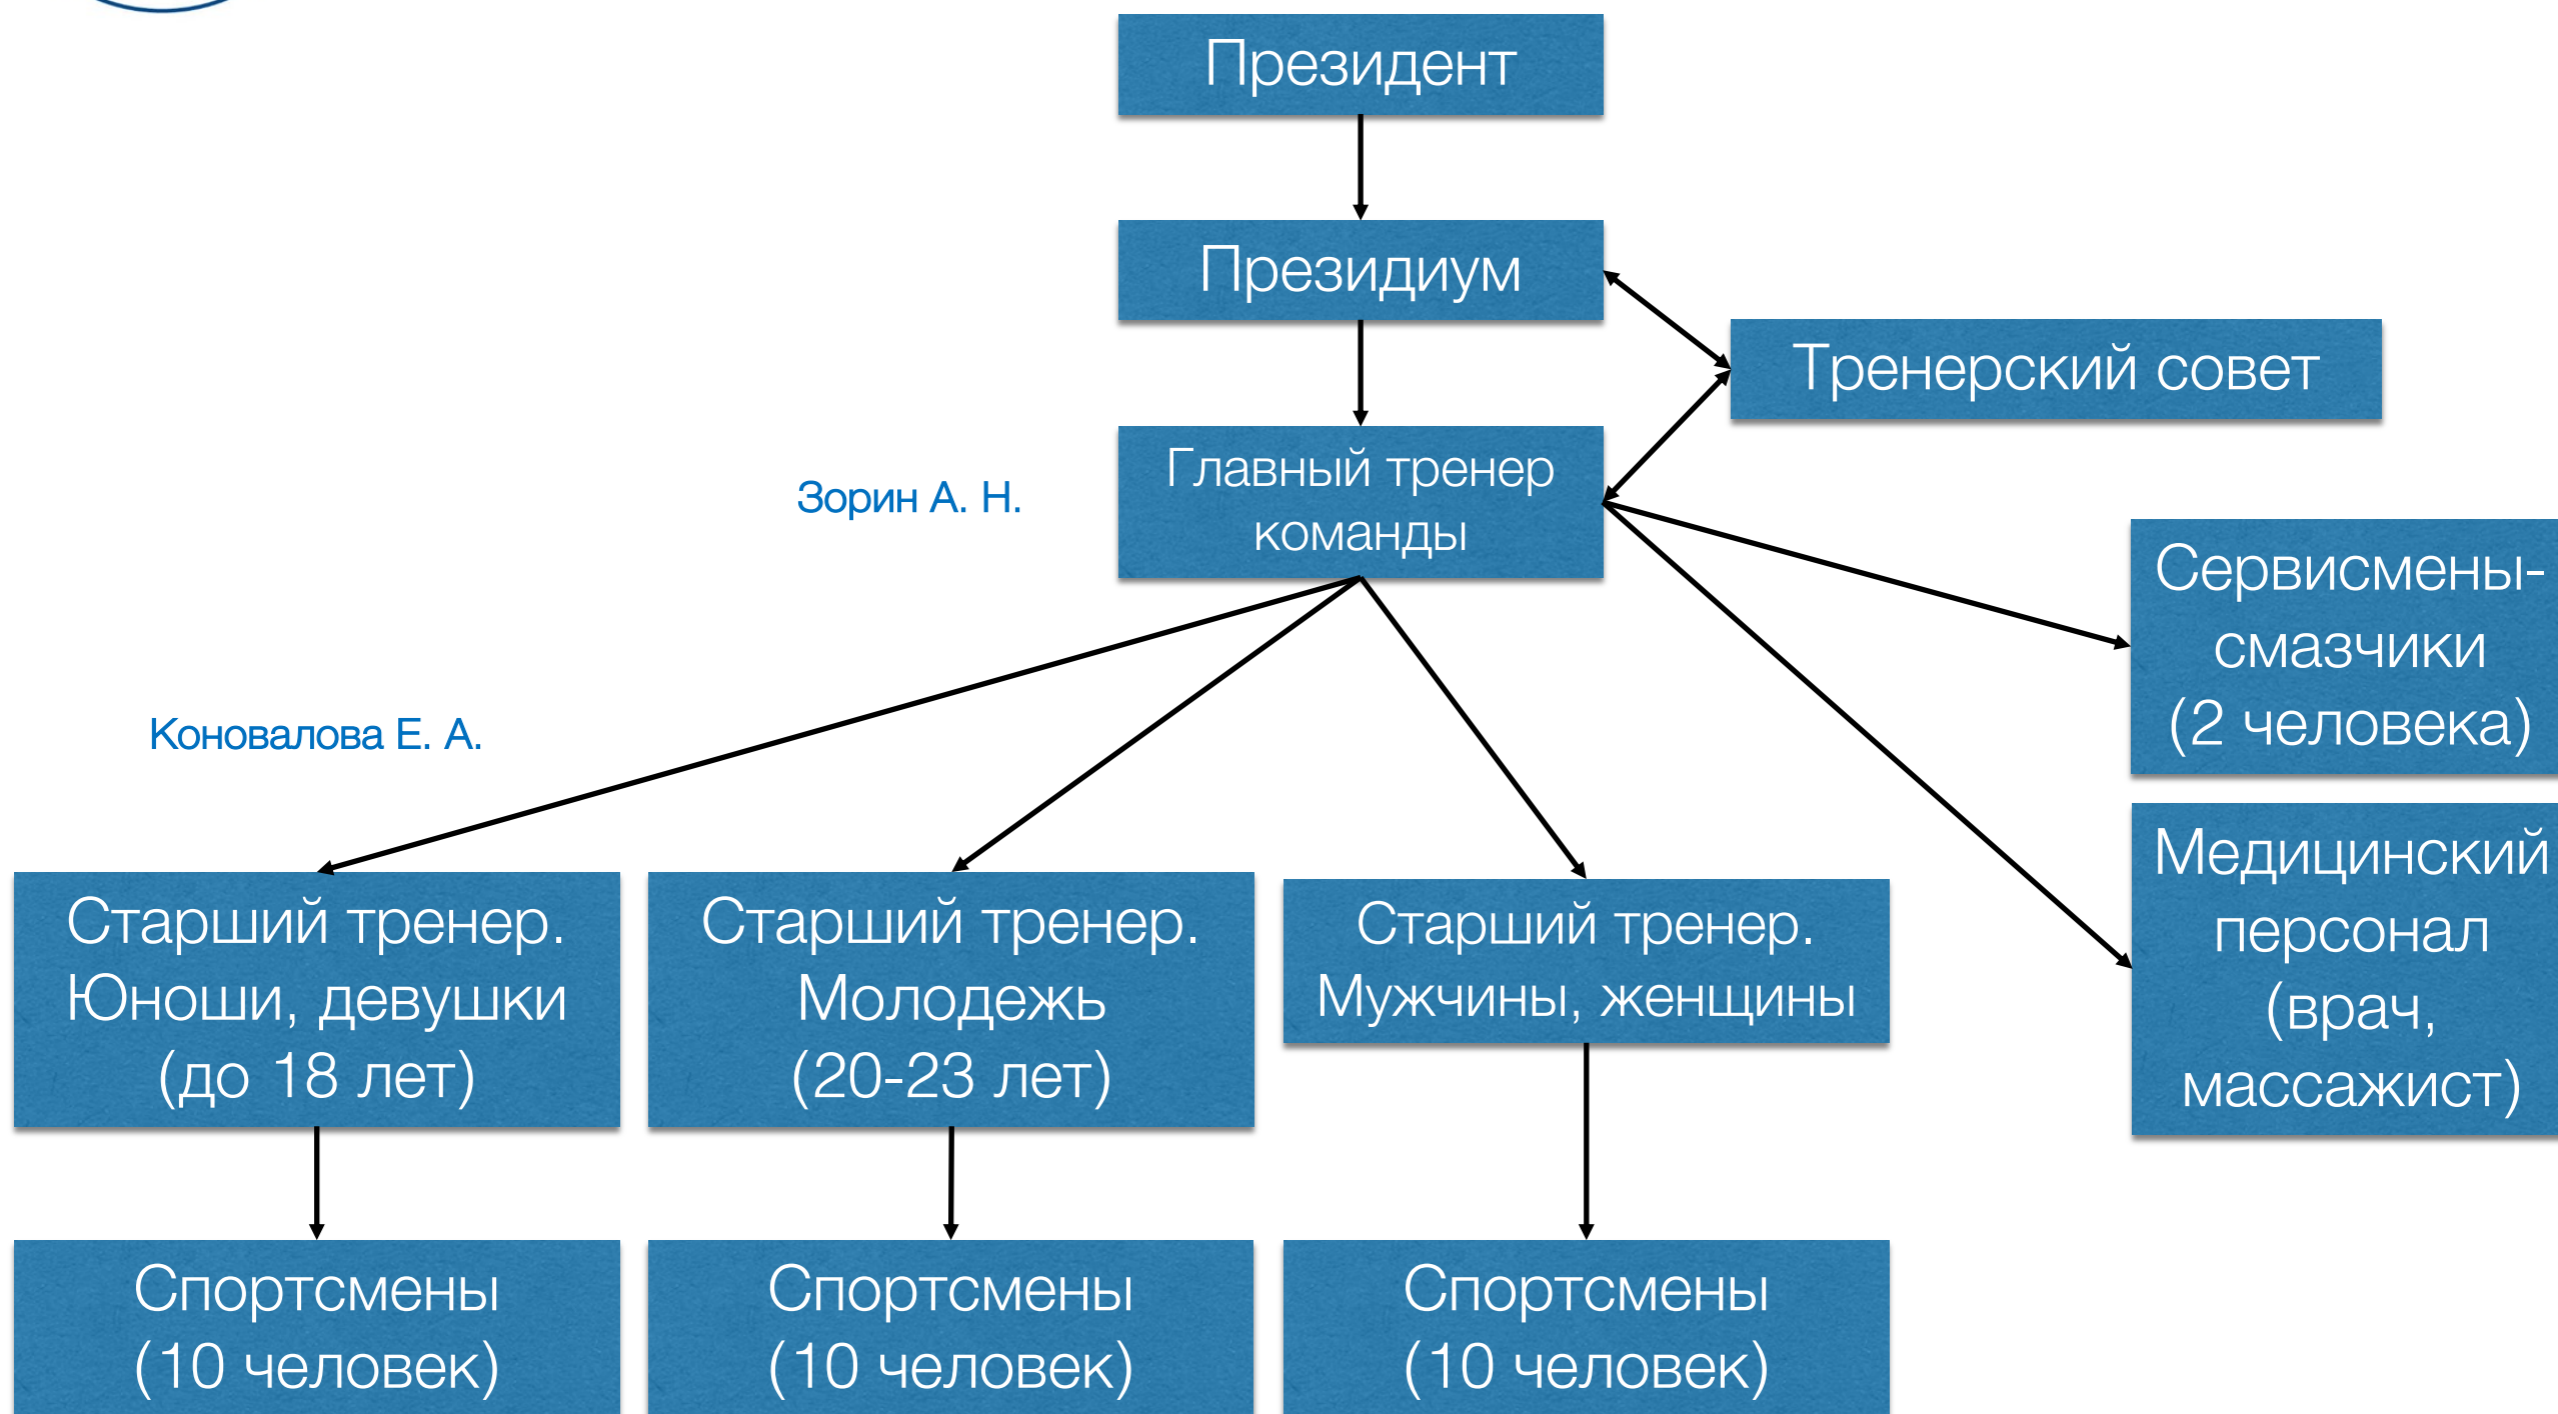 Президент
Президиум
Тренерский совет
Главный тренер
команды
Зорин А. Н.
Сервисмены-
смазчики
(2 человека)
Коновалова Е. А.
Медицинский
персонал
(врач,
массажист)
Старший тренер.
Юноши, девушки
(до 18 лет)
Старший тренер.
Молодежь
(20-23 лет)
Старший тренер.
Мужчины, женщины
Спортсмены
(10 человек)
Спортсмены
(10 человек)
Спортсмены
(10 человек)